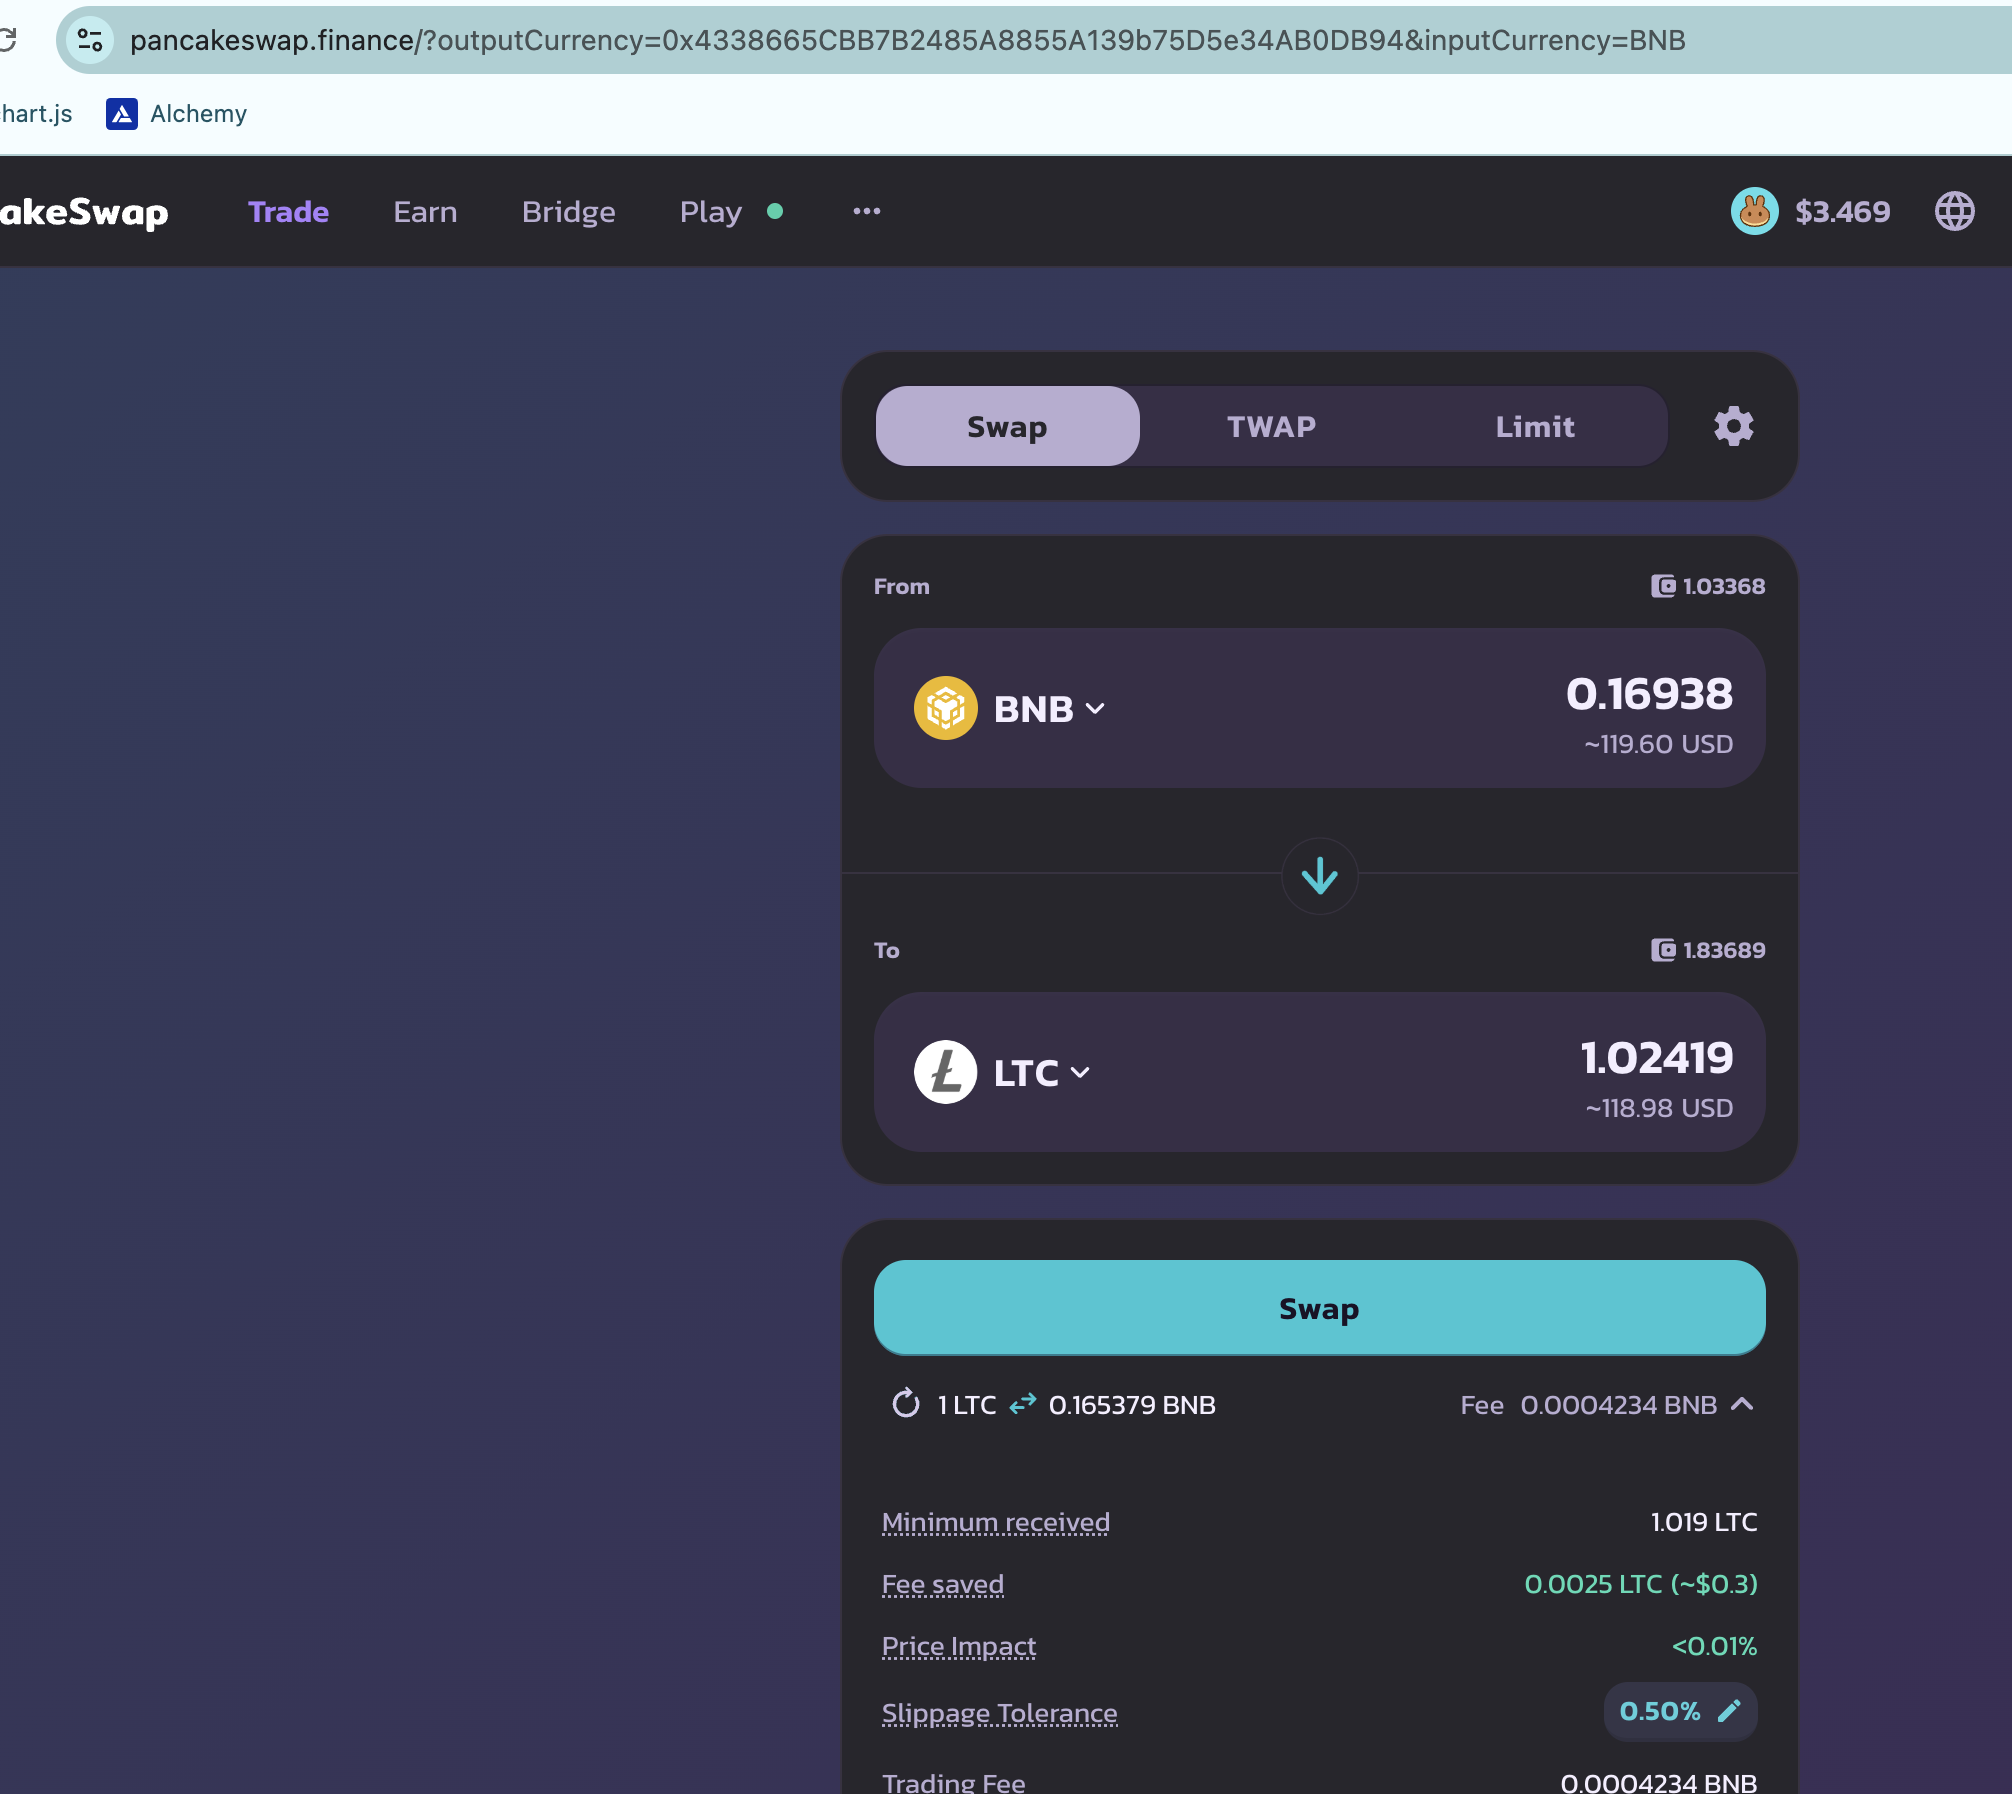 pancakeswap.finance/?outputCurrency=0x4338665CBB7B2485A8855A139b75D5e34AB0DB94&inputCurrency=BNB
hart.js Alchemy
akeSwap Trade Earn Bridge Play ••• $3.469
Swap TWAP Limit
From 1.03368
BNB 0.16938
~119.60 USD
To 1.83689
LTC 1.02419
~118.98 USD
Swap
1 LTC 0.165379 BNB Fee 0.0004234 BNB
Minimum received 1.019 LTC
Fee saved 0.0025 LTC (~$0.3)
Price Impact <0.01%
Slippage Tolerance 0.50%
Trading Fee 0.0004234 BNB